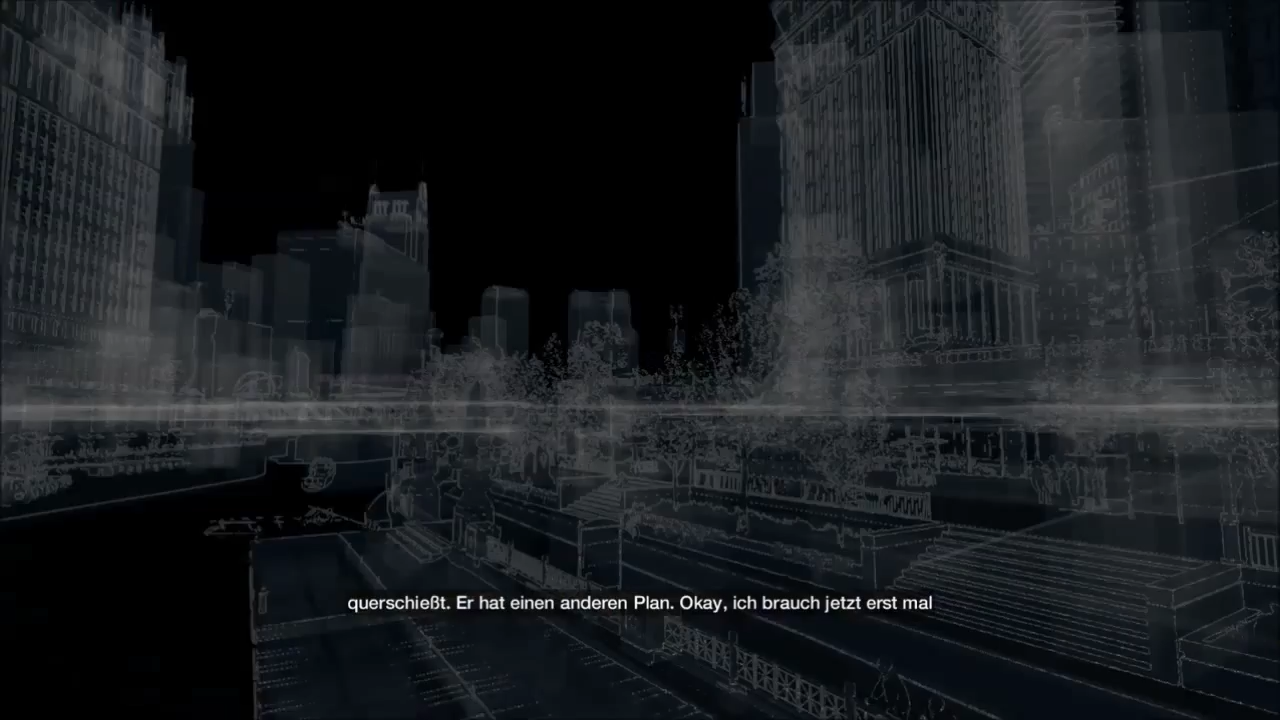 querschießt. Er hat einen anderen Plan. Okay, ich brauch jetzt erst mal